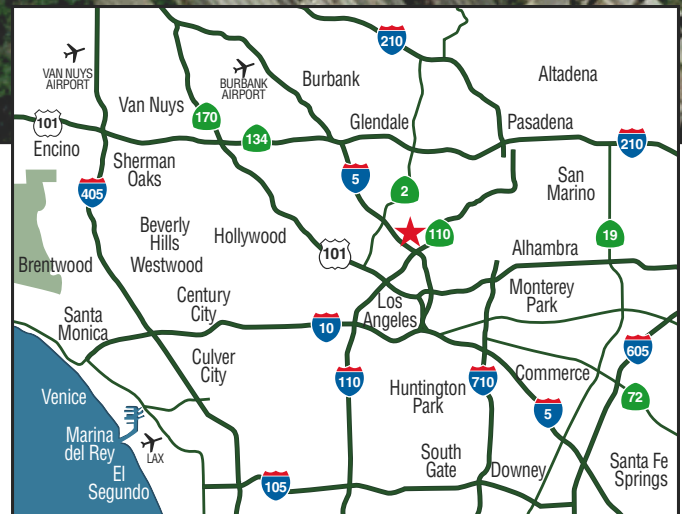 210
VAN NUYS
AIRPORT
BURBANK
AIRPORT
Burbank
Altadena
Van Nuys
170
101
134
Glendale
Pasadena
210
Encino
Sherman
Oaks
405
5
2
San
Marino
Beverly
Hills
Hollywood
110
19
101
Alhambra
Brentwood
Westwood
Century
City
Los
Angeles
Monterey
Park
Santa
Monica
10
605
Culver
City
110
710
Commerce
Venice
Huntington
Park
5
72
Marina
del Rey
LAX
El
Segundo
South
Gate
Downey
Santa Fe
Springs
105